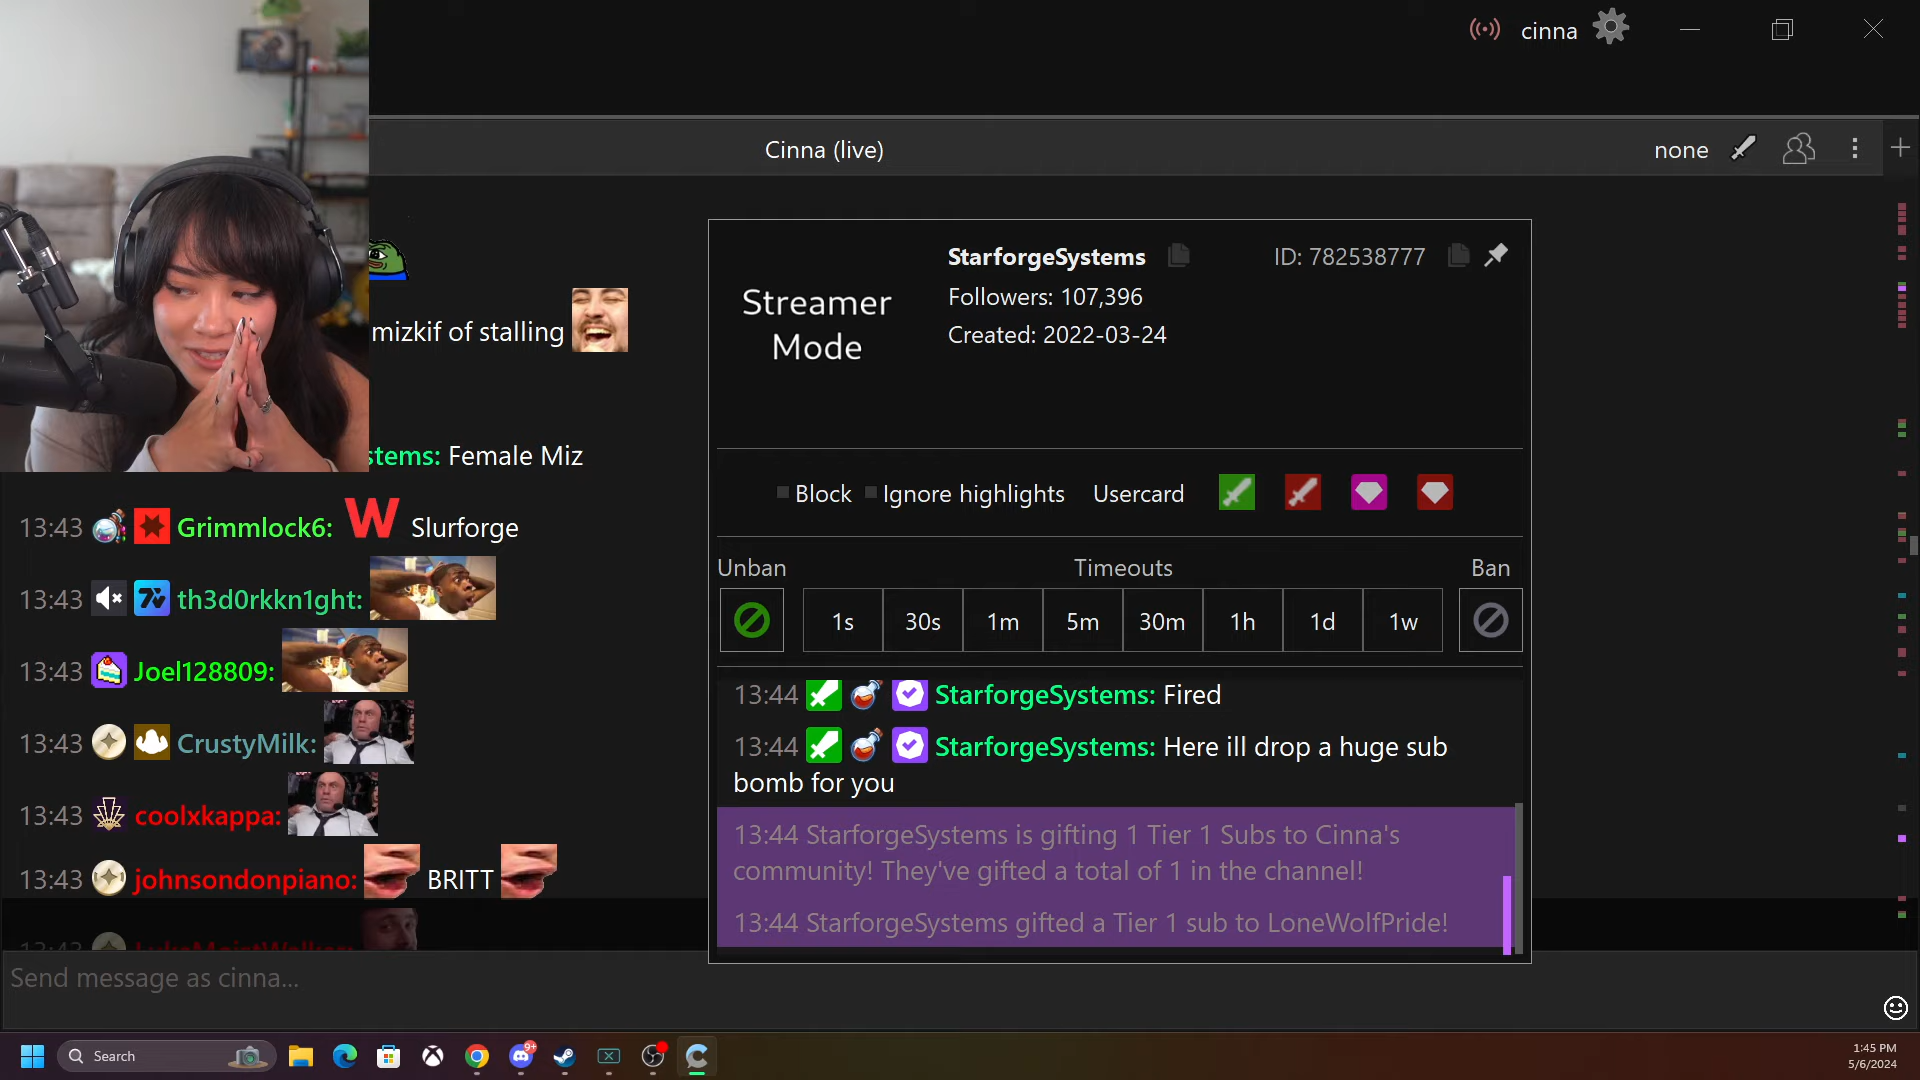 cinna
Cinna (live)
none
mizkif of stalling
stems: Female Miz
13:43 Grimmlock6: W Slurforge
13:43 th3d0rkkn1ght:
13:43 Joel128809:
13:43 CrustyMilk:
13:43 coolxkappa:
13:43 johnsondonpiano: BRITT
Streamer
Mode
StarforgeSystems
ID: 782538777
Followers: 107,396
Created: 2022-03-24
Block Ignore highlights Usercard
Unban Timeouts Ban
1s 30s 1m 5m 30m 1h 1d 1w
13:44 StarforgeSystems: Fired
13:44 StarforgeSystems: Here ill drop a huge sub
bomb for you
13:44 StarforgeSystems is gifting 1 Tier 1 Subs to Cinna's
community! They've gifted a total of 1 in the channel!
13:44 StarforgeSystems gifted a Tier 1 sub to LoneWolfPride!
Send message as cinna...
Search
9+
1:45 PM
5/6/2024